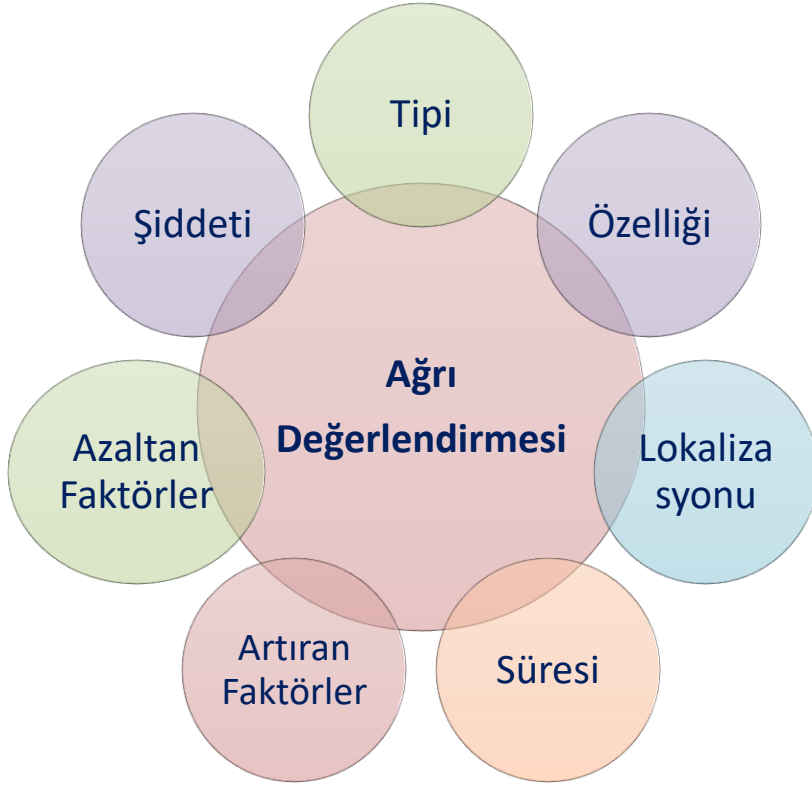 Tipi
Şiddeti
Özelliği
Ağrı
Değerlendirmesi
Azaltan
Faktörler
Lokaliza
syonu
Artıran
Faktörler
Süresi